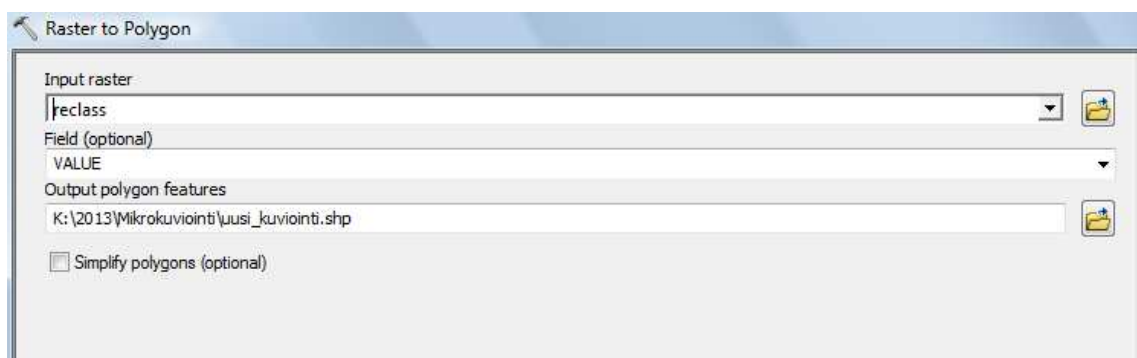 Raster to Polygon
Input raster
reclass
Field (optional)
VALUE
Output polygon features
K:\2013\Mikrokuviointi\uusi_kuviointi.shp
Simplify polygons (optional)